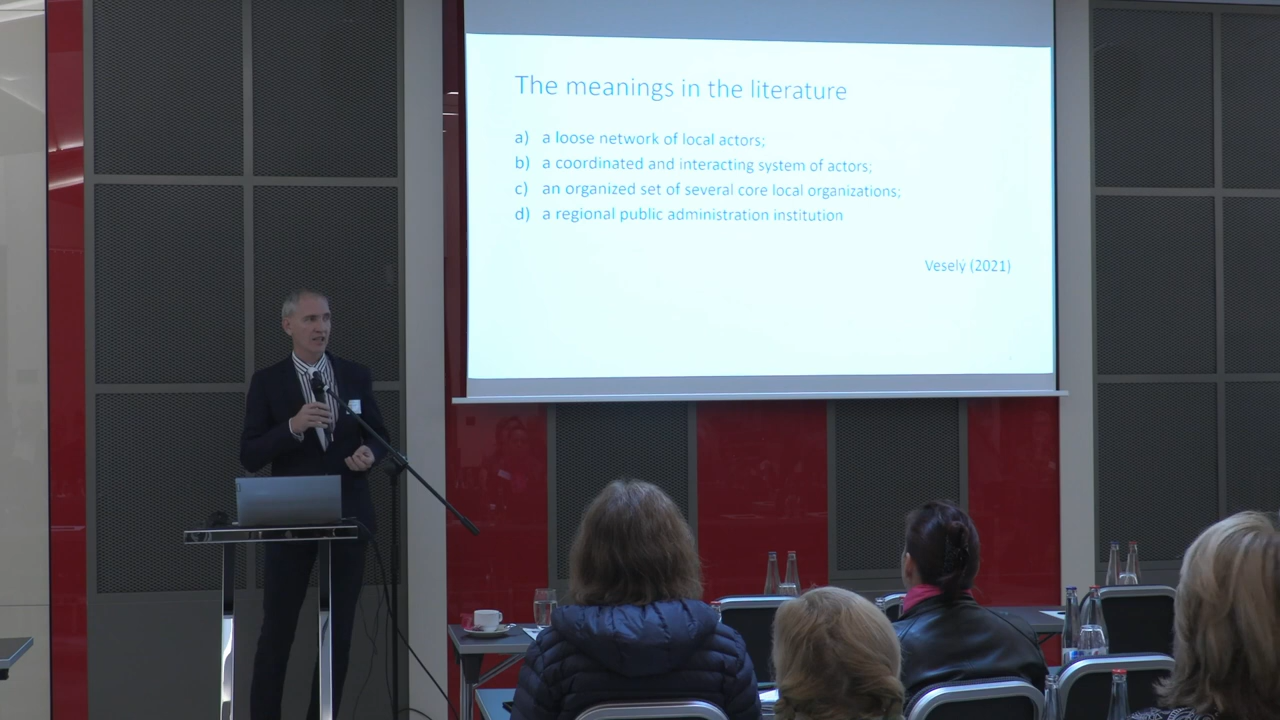 The meanings in the literature
a) a loose network of local actors;
b) a coordinated and interacting system of actors;
c) an organized set of several core local organizations;
d) a regional public administration institution
Veselý (2021)